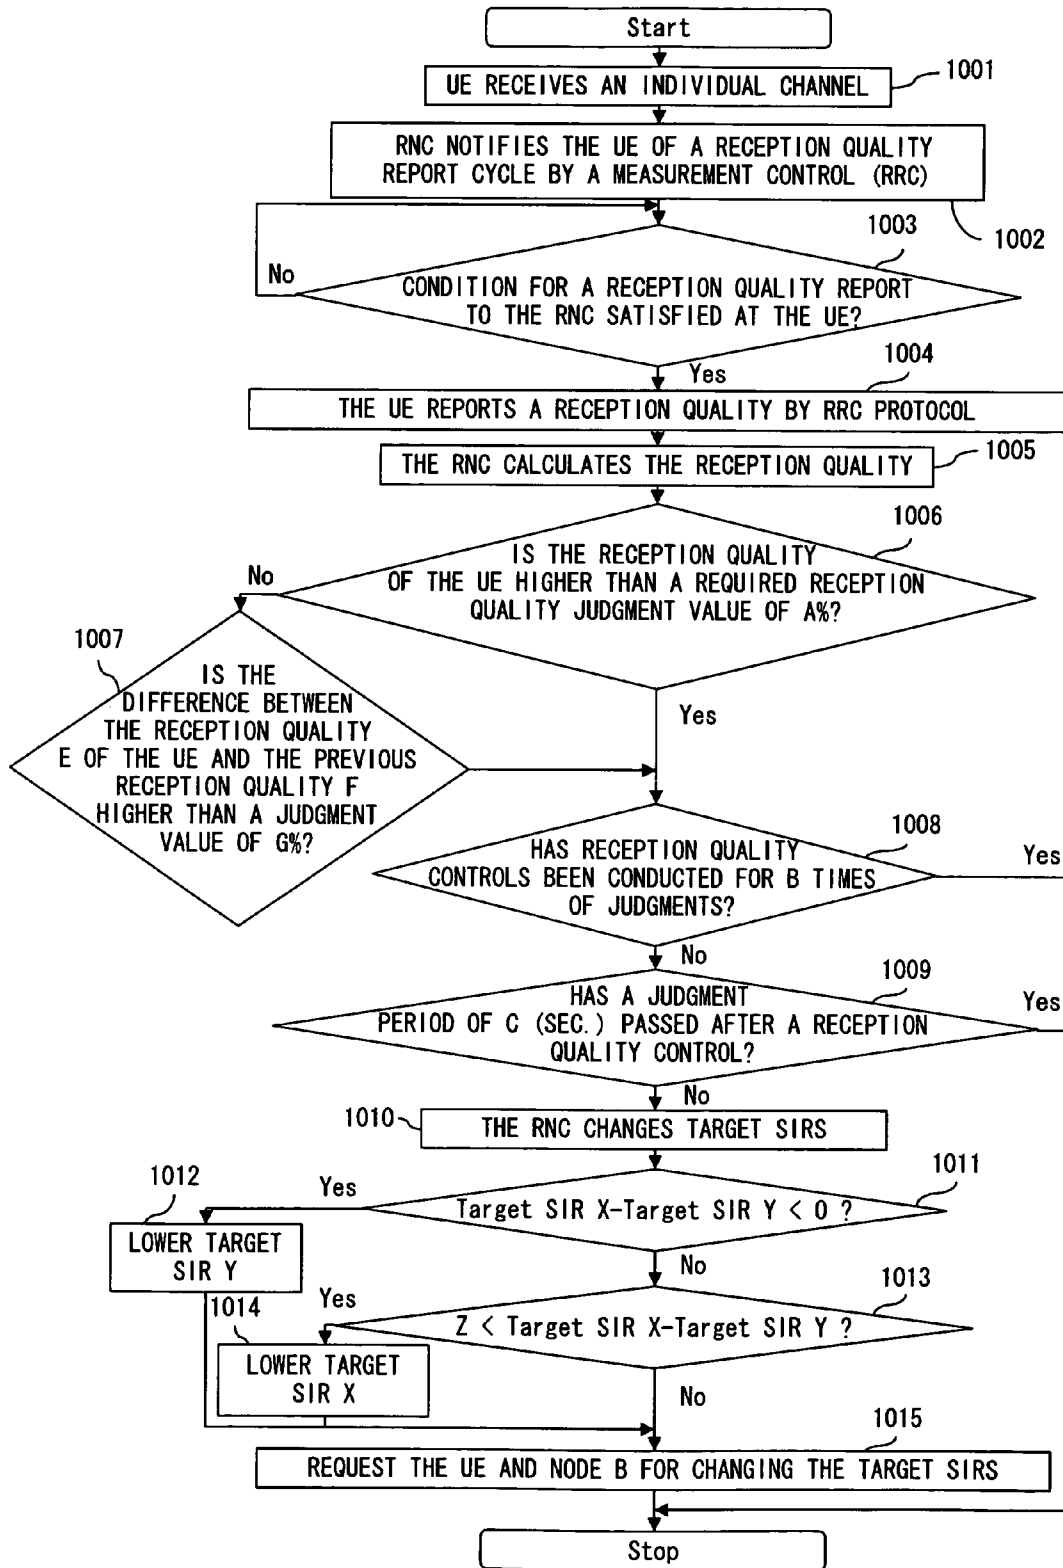 Start
UE RECEIVES AN INDIVIDUAL CHANNEL
1001
RNC NOTIFIES THE UE OF A RECEPTION QUALITY
REPORT CYCLE BY A MEASUREMENT CONTROL (RRC)
1002
1003
No
CONDITION FOR A RECEPTION QUALITY REPORT
TO THE RNC SATISFIED AT THE UE?
Yes
1004
THE UE REPORTS A RECEPTION QUALITY BY RRC PROTOCOL
THE RNC CALCULATES THE RECEPTION QUALITY
1005
1006
IS THE RECEPTION QUALITY
OF THE UE HIGHER THAN A REQUIRED RECEPTION
QUALITY JUDGMENT VALUE OF A%?
No
Yes
1007
IS THE
DIFFERENCE BETWEEN
THE RECEPTION QUALITY
E OF THE UE AND THE PREVIOUS
RECEPTION QUALITY F
HIGHER THAN A JUDGMENT
VALUE OF G%?
1008
HAS RECEPTION QUALITY
CONTROLS BEEN CONDUCTED FOR B TIMES
OF JUDGMENTS?
Yes
No
1009
HAS A JUDGMENT
PERIOD OF C (SEC.) PASSED AFTER A RECEPTION
QUALITY CONTROL?
Yes
No
1010
THE RNC CHANGES TARGET SIRS
1011
Target SIR X-Target SIR Y < 0 ?
Yes
1012
LOWER TARGET
SIR Y
No
1013
Z < Target SIR X-Target SIR Y ?
Yes
1014
LOWER TARGET
SIR X
No
1015
REQUEST THE UE AND NODE B FOR CHANGING THE TARGET SIRS
Stop